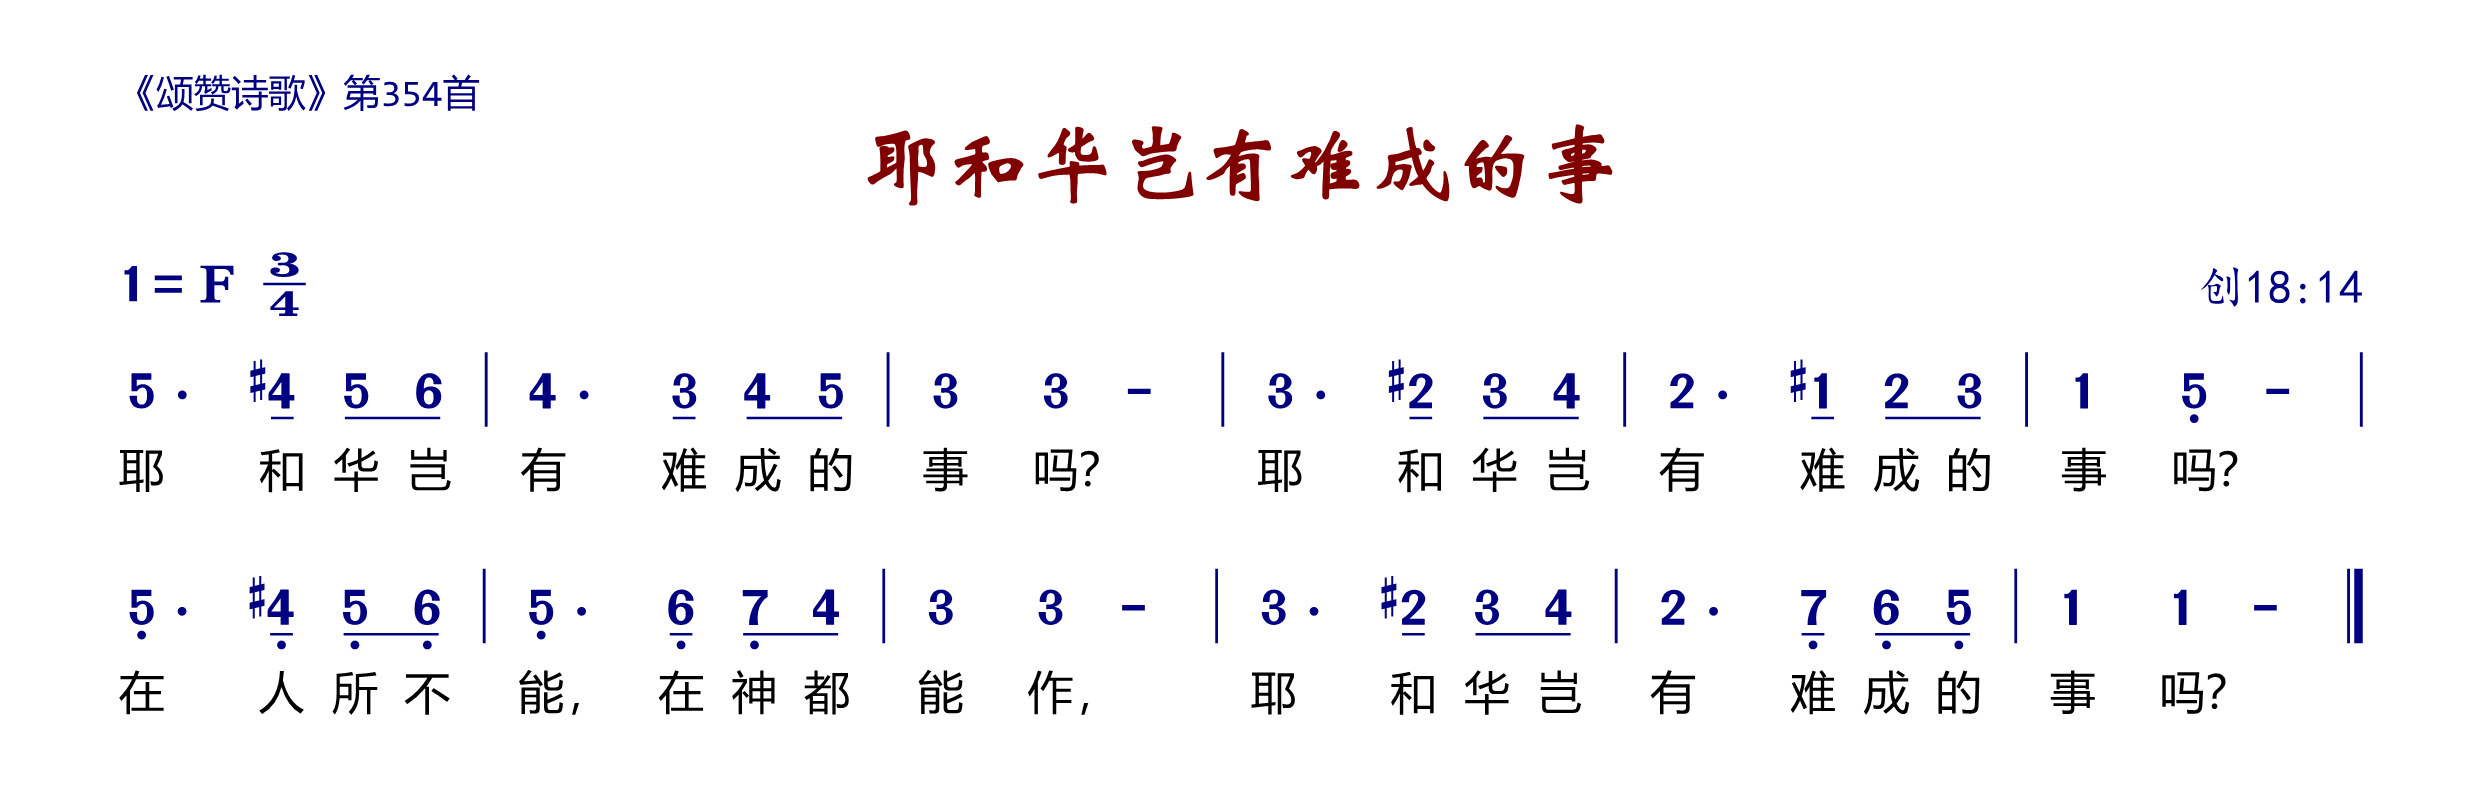 《颂赞诗歌》第354首
耶和华岂有难成的事
1= F 3/4
创18:14
5· #4 5 6 | 4· 3 4 5 | 3 3 – | 3· #2 3 4 | 2· #1 2 3 | 1 5̣ – |
耶 和华岂 有 难成的 事 吗? 耶 和华岂 有 难成的 事 吗?
5̣· #4̣ 5̣ 6̣ | 5̣· 6̣ 7̣ 4 | 3 3 – | 3· #2 3 4 | 2· 7̣ 6̣ 5̣ | 1 1 – ‖
在 人所不 能, 在神都 能 作, 耶 和华岂 有 难成的 事 吗?